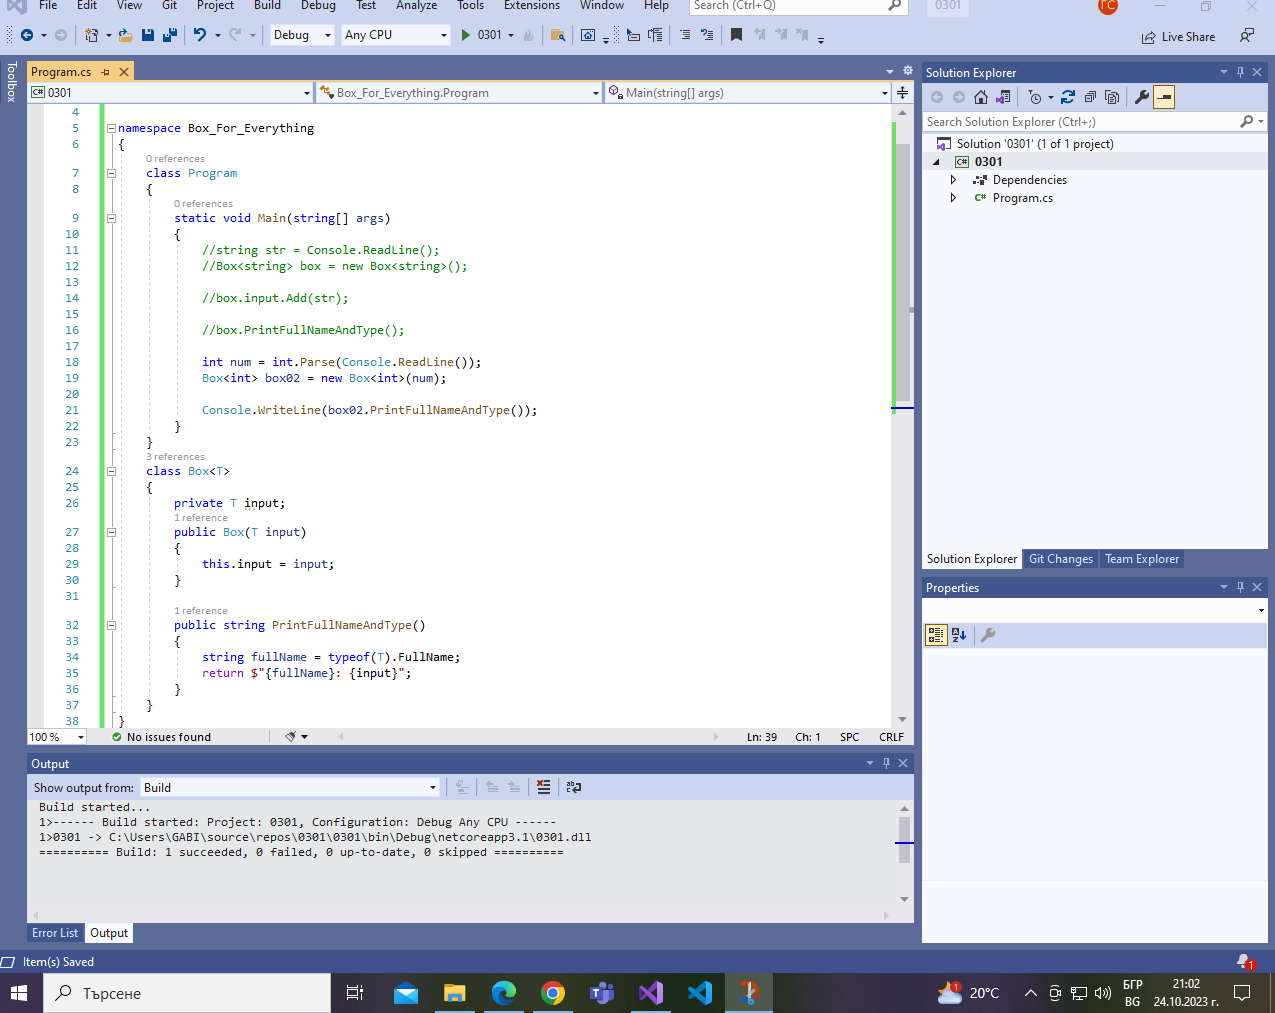 File Edit View Git Project Build Debug Test Analyze Tools Extensions Window Help Search (Ctrl+Q) 0301 ГС
Debug Any CPU 0301 Live Share
Toolbox
Program.cs
C# 0301 Box_For_Everything.Program Main(string[] args)
4
5 namespace Box_For_Everything
6 {
0 references
7 class Program
8 {
0 references
9 static void Main(string[] args)
10 {
11 //string str = Console.ReadLine();
12 //Box<string> box = new Box<string>();
13
14 //box.input.Add(str);
15
16 //box.PrintFullNameAndType();
17
18 int num = int.Parse(Console.ReadLine());
19 Box<int> box02 = new Box<int>(num);
20
21 Console.WriteLine(box02.PrintFullNameAndType());
22 }
23 }
3 references
24 class Box<T>
25 {
26 private T input;
1 reference
27 public Box(T input)
28 {
29 this.input = input;
30 }
31
1 reference
32 public string PrintFullNameAndType()
33 {
34 string fullName = typeof(T).FullName;
35 return $"{fullName}: {input}";
36 }
37 }
38 }
100 % No issues found Ln: 39 Ch: 1 SPC CRLF
Output
Show output from: Build
Build started...
1>------ Build started: Project: 0301, Configuration: Debug Any CPU ------
1>0301 -> C:\Users\GABI\source\repos\0301\0301\bin\Debug\netcoreapp3.1\0301.dll
========== Build: 1 succeeded, 0 failed, 0 up-to-date, 0 skipped ==========
Error List Output
Solution Explorer
Search Solution Explorer (Ctrl+;)
Solution '0301' (1 of 1 project)
C# 0301
Dependencies
C# Program.cs
Solution Explorer Git Changes Team Explorer
Properties
Item(s) Saved 1
Търсене 1 20°C БГР 21:02
BG 24.10.2023 г.